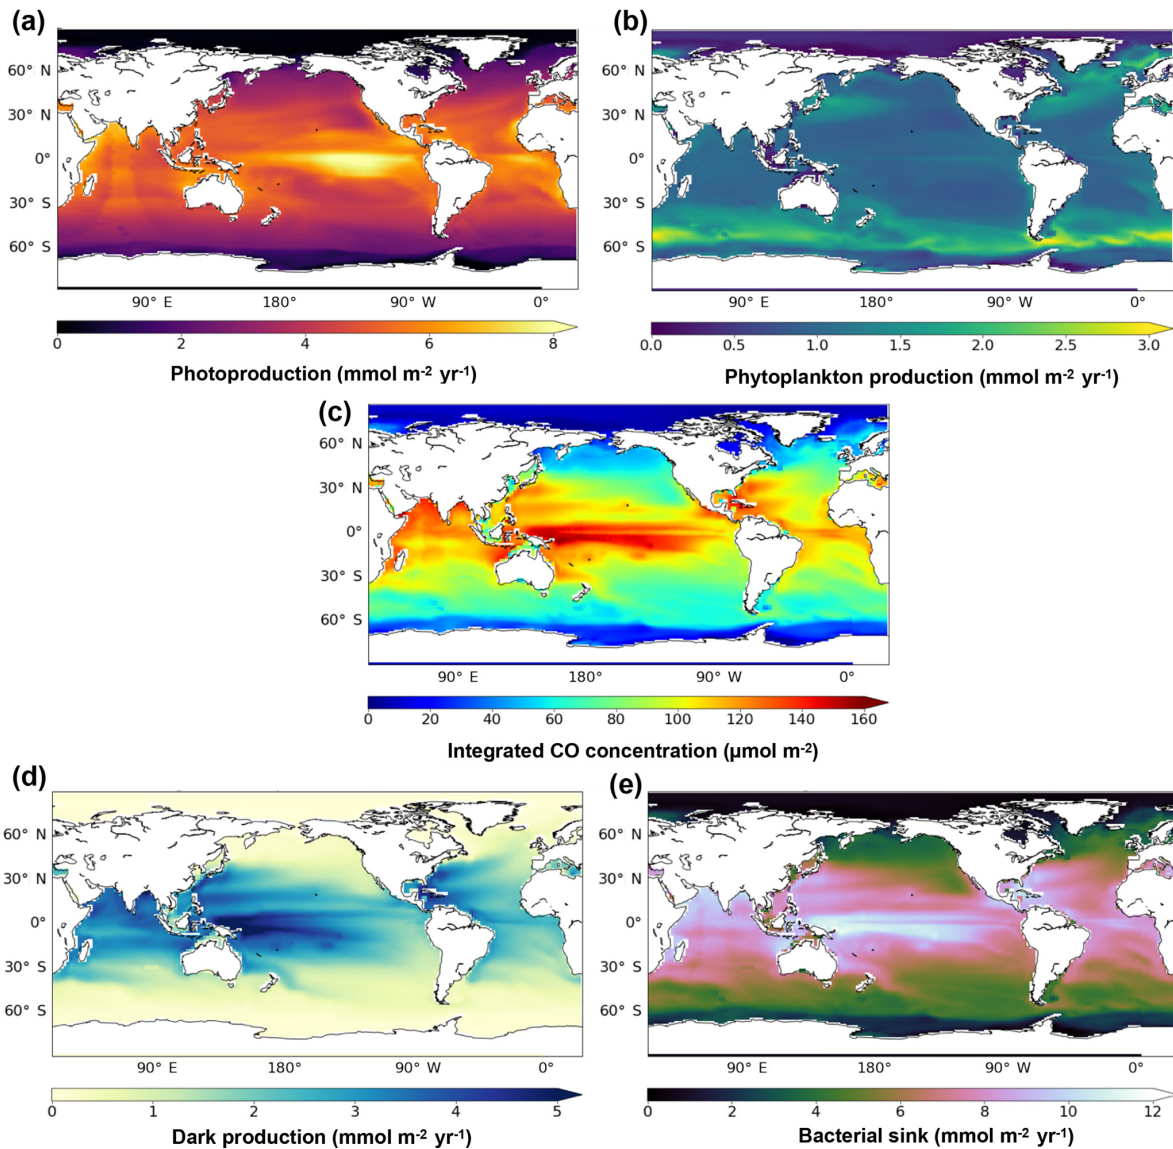 (a)
60° N
30° N
0°
30° S
60° S
90° E 180° 90° W 0°
0 2 4 6 8
Photoproduction (mmol m-2 yr-1)
(b)
60° N
30° N
0°
30° S
60° S
90° E 180° 90° W 0°
0.0 0.5 1.0 1.5 2.0 2.5 3.0
Phytoplankton production (mmol m-2 yr-1)
(c)
60° N
30° N
0°
30° S
60° S
90° E 180° 90° W 0°
0 20 40 60 80 100 120 140 160
Integrated CO concentration (µmol m-2)
(d)
60° N
30° N
0°
30° S
60° S
90° E 180° 90° W 0°
0 1 2 3 4 5
Dark production (mmol m-2 yr-1)
(e)
60° N
30° N
0°
30° S
60° S
90° E 180° 90° W 0°
0 2 4 6 8 10 12
Bacterial sink (mmol m-2 yr-1)